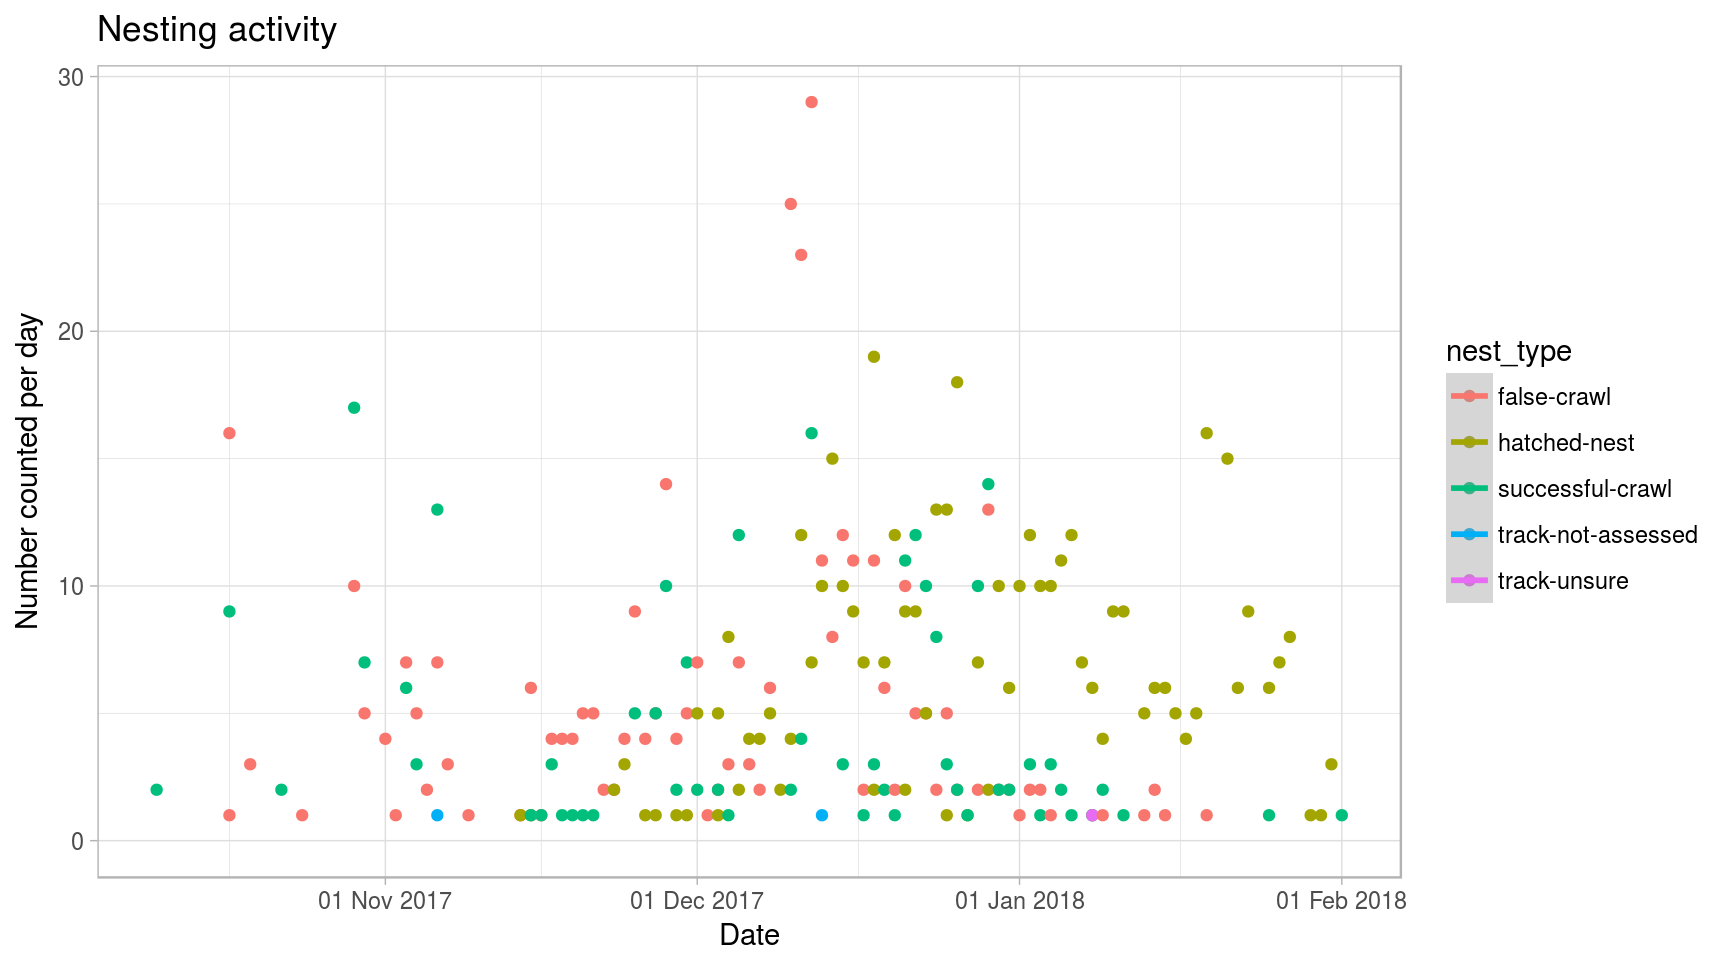 Nesting activity
30
20
10
0
Number counted per day
01 Nov 2017
01 Dec 2017
01 Jan 2018
01 Feb 2018
Date
nest_type
false-crawl
hatched-nest
successful-crawl
track-not-assessed
track-unsure